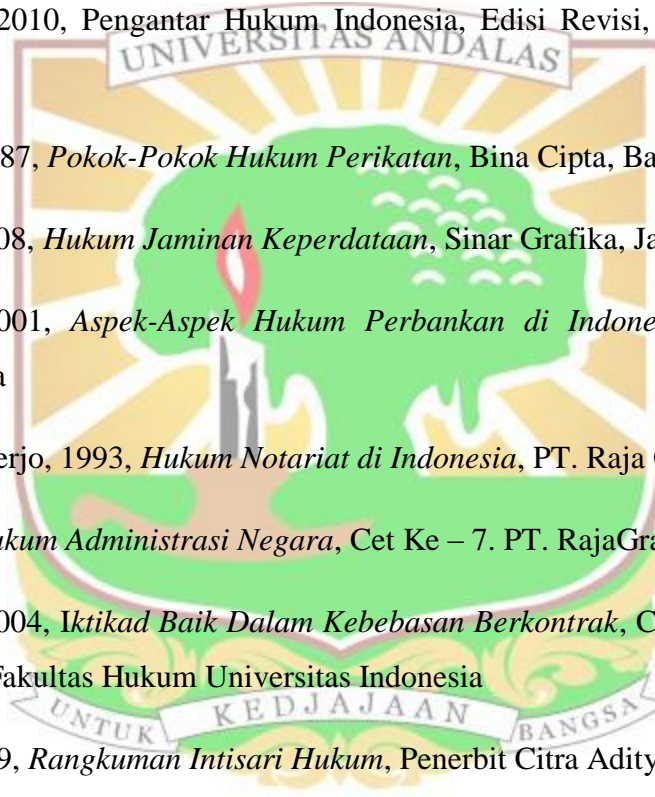 2010, Pengantar Hukum Indonesia, Edisi Revisi,
UNIVERSITAS ANDALAS
87, Pokok-Pokok Hukum Perikatan, Bina Cipta, Ba
08, Hukum Jaminan Keperdataan, Sinar Grafika, Ja
001, Aspek-Aspek Hukum Perbankan di Indone
a
erjo, 1993, Hukum Notariat di Indonesia, PT. Raja
ukum Administrasi Negara, Cet Ke – 7. PT. RajaGra
004, Iktikad Baik Dalam Kebebasan Berkontrak, C
Fakultas Hukum Universitas Indonesia
UNTUK KEDJAJAAN BANGSA
9, Rangkuman Intisari Hukum, Penerbit Citra Adity